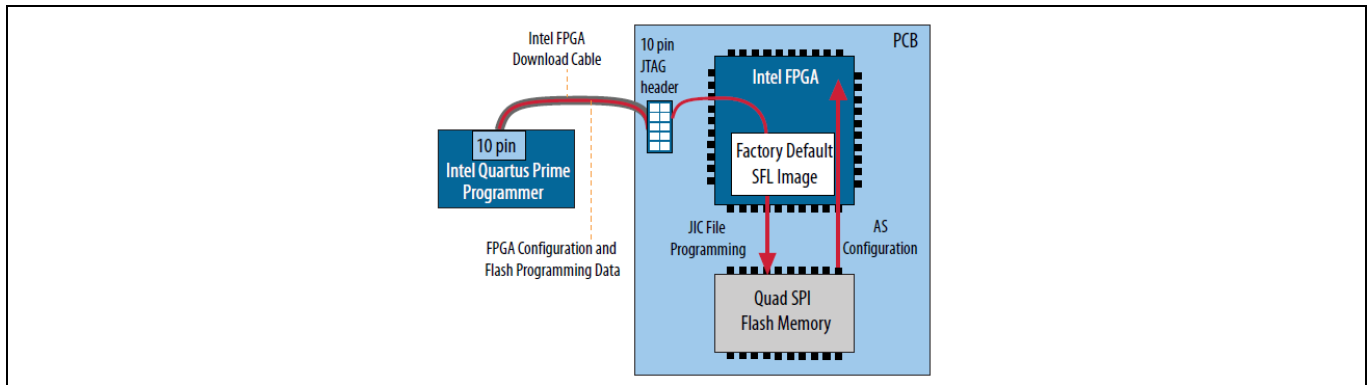 Intel FPGA
Download Cable
10 pin
JTAG
header
PCB
Intel FPGA
10 pin
Intel Quartus Prime
Programmer
Factory Default
SFL Image
JIC File
Programming
AS
Configuration
FPGA Configuration and
Flash Programming Data
Quad SPI
Flash Memory